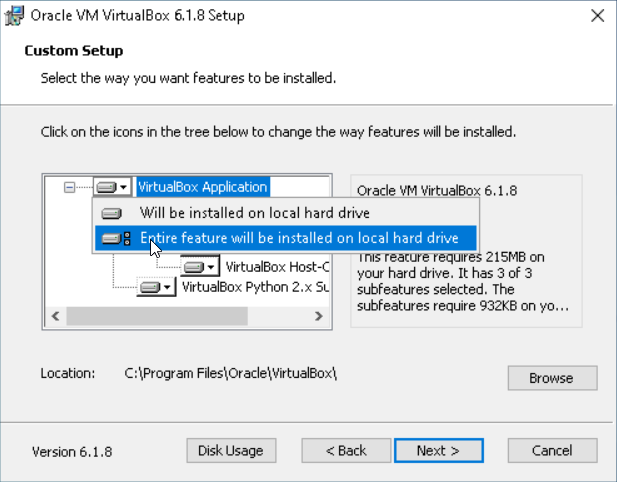 Oracle VM VirtualBox 6.1.8 Setup
Custom Setup
Select the way you want features to be installed.
Click on the icons in the tree below to change the way features will be installed.
VirtualBox Application
Will be installed on local hard drive
Entire feature will be installed on local hard drive
VirtualBox Host-C
VirtualBox Python 2.x Su
Oracle VM VirtualBox 6.1.8
This feature requires 215MB on
your hard drive. It has 3 of 3
subfeatures selected. The
subfeatures require 932KB on yo...
Location: C:\Program Files\Oracle\VirtualBox\
Browse
Version 6.1.8
Disk Usage
< Back
Next >
Cancel